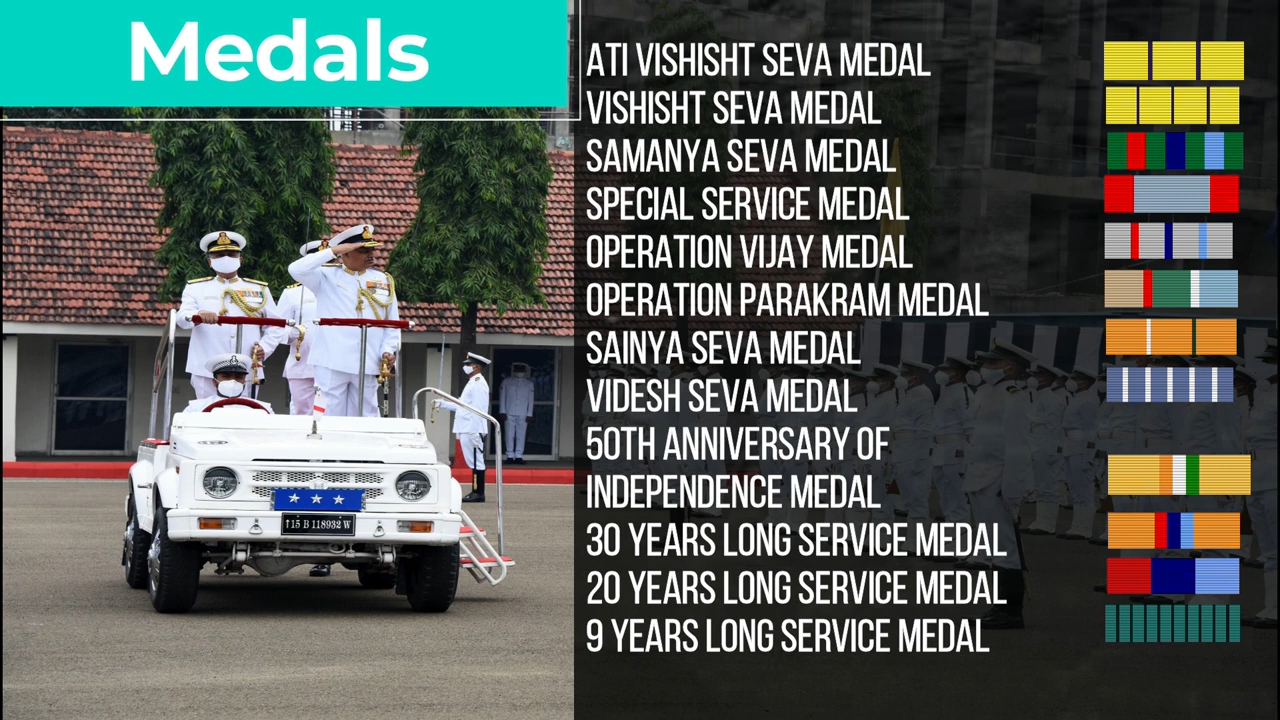 Medals
ATI VISHISHT SEVA MEDAL
VISHISHT SEVA MEDAL
SAMANYA SEVA MEDAL
SPECIAL SERVICE MEDAL
OPERATION VIJAY MEDAL
OPERATION PARAKRAM MEDAL
SAINYA SEVA MEDAL
VIDESH SEVA MEDAL
50TH ANNIVERSARY OF
INDEPENDENCE MEDAL
30 YEARS LONG SERVICE MEDAL
20 YEARS LONG SERVICE MEDAL
9 YEARS LONG SERVICE MEDAL
↑15 B 118932 W